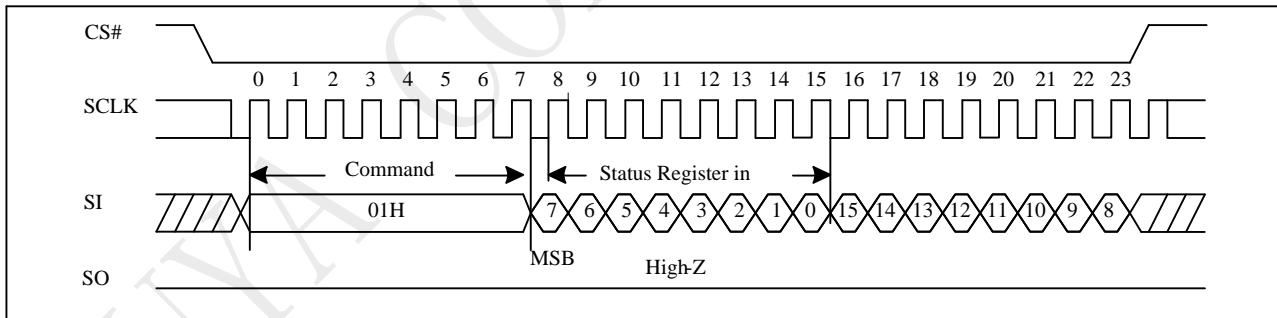 CS#
0 1 2 3 4 5 6 7 8 9 10 11 12 13 14 15 16 17 18 19 20 21 22 23
SCLK
Command Status Register in
SI 01H 7 6 5 4 3 2 1 0 15 14 13 12 11 10 9 8
MSB High-Z
SO